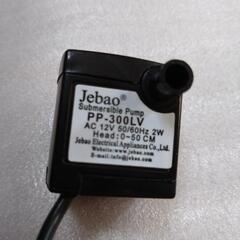 Jebao
Submersible Pump
PP-300LV
AC 12V 50/60Hz 2W
Head: 0~50 CM
Jebao Electrical Appliances Co.,Ltd.
Website:www.jebao.com
E-mail:info@jebao.com